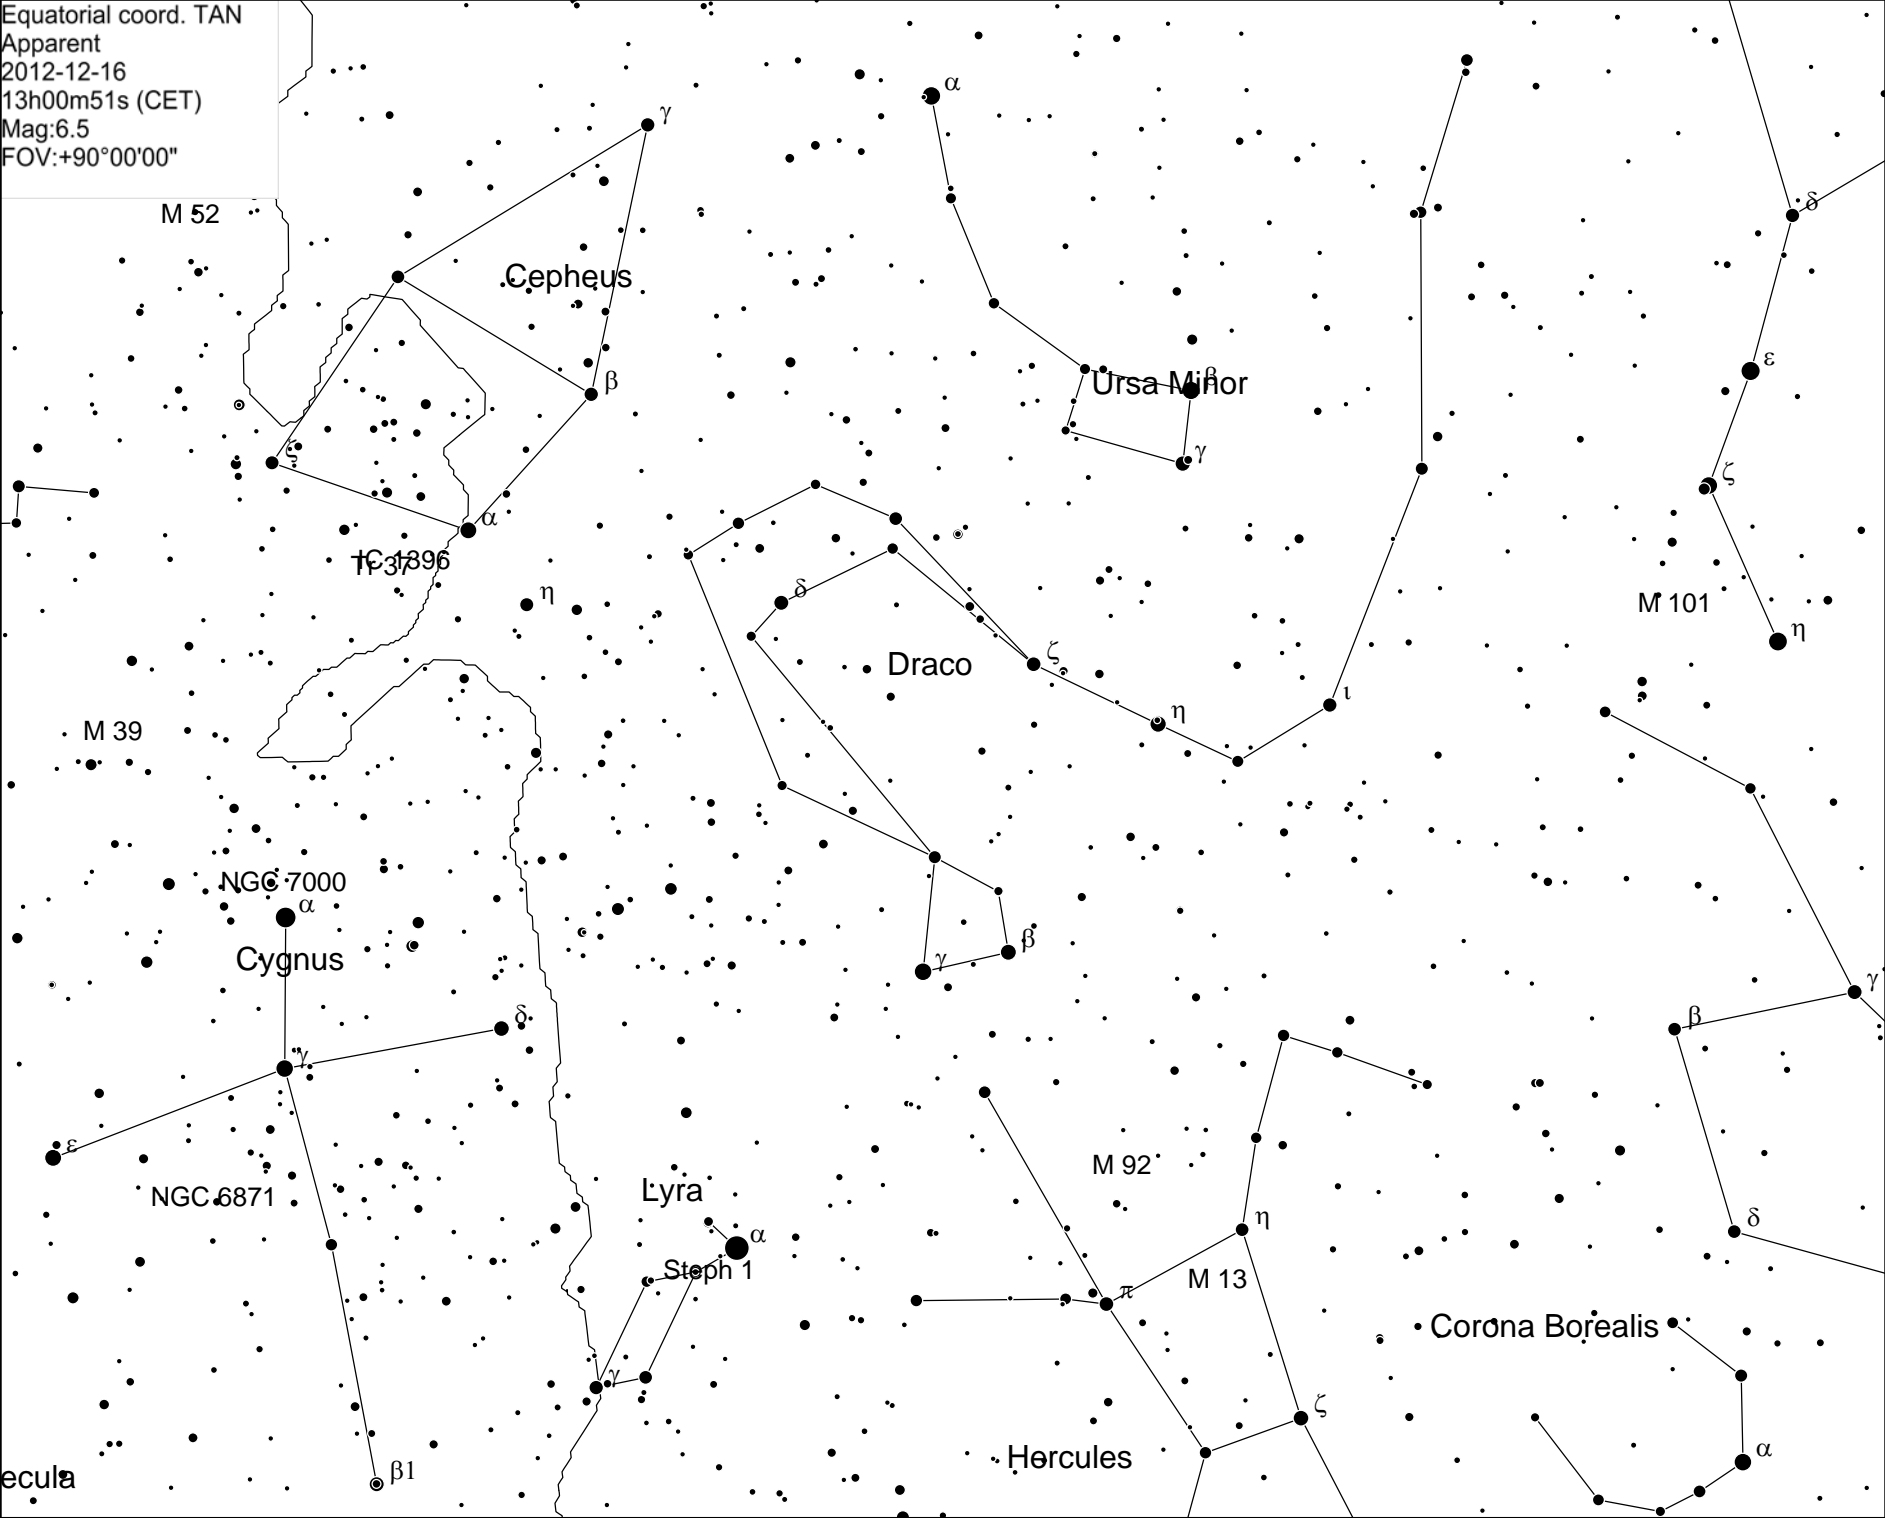 Equatorial coord. TAN
Apparent
2012-12-16
13h00m51s (CET)
Mag:6.5
FOV:+90°00'00"
α
γ
M 52
δ
Cepheus
ε
β
Ursa Minor
β
ζ
γ
ζ
α
IC 1396
Tr 37
δ
η
M 101
η
Draco
ζ
ι
η
M 39
NGC 7000
α
β
Cygnus
γ
γ
δ
β
γ
ε
M 92
Lyra
NGC 6871
η
δ
α
Steph 1
M 13
π
Corona Borealis
γ
ζ
α
Hercules
β1
ecula